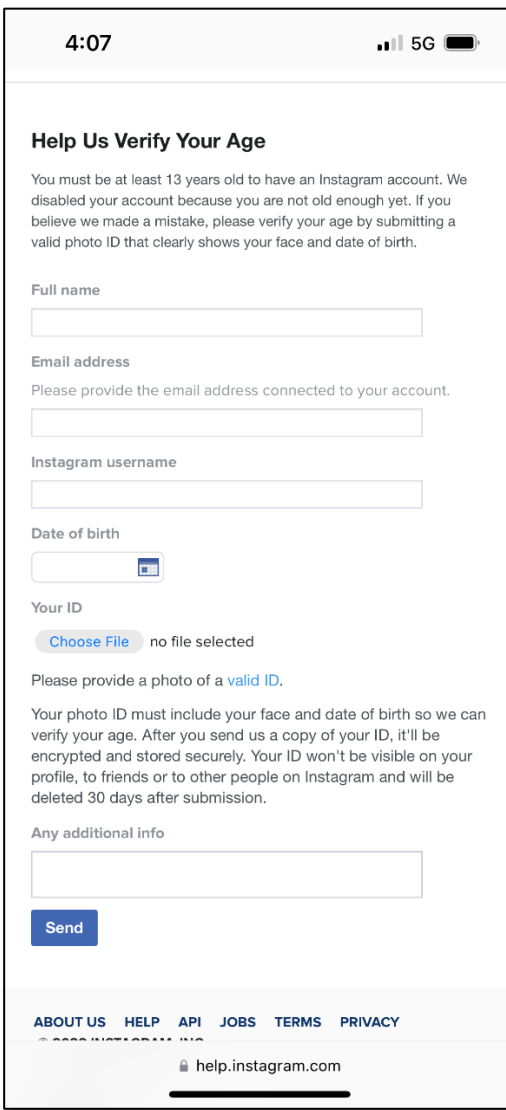 4:07 5G
Help Us Verify Your Age
You must be at least 13 years old to have an Instagram account. We
disabled your account because you are not old enough yet. If you
believe we made a mistake, please verify your age by submitting a
valid photo ID that clearly shows your face and date of birth.
Full name
Email address
Please provide the email address connected to your account.
Instagram username
Date of birth
Your ID
Choose File no file selected
Please provide a photo of a valid ID.
Your photo ID must include your face and date of birth so we can
verify your age. After you send us a copy of your ID, it'll be
encrypted and stored securely. Your ID won't be visible on your
profile, to friends or to other people on Instagram and will be
deleted 30 days after submission.
Any additional info
Send
ABOUT US HELP API JOBS TERMS PRIVACY
INSTAGRAM, INC.
help.instagram.com